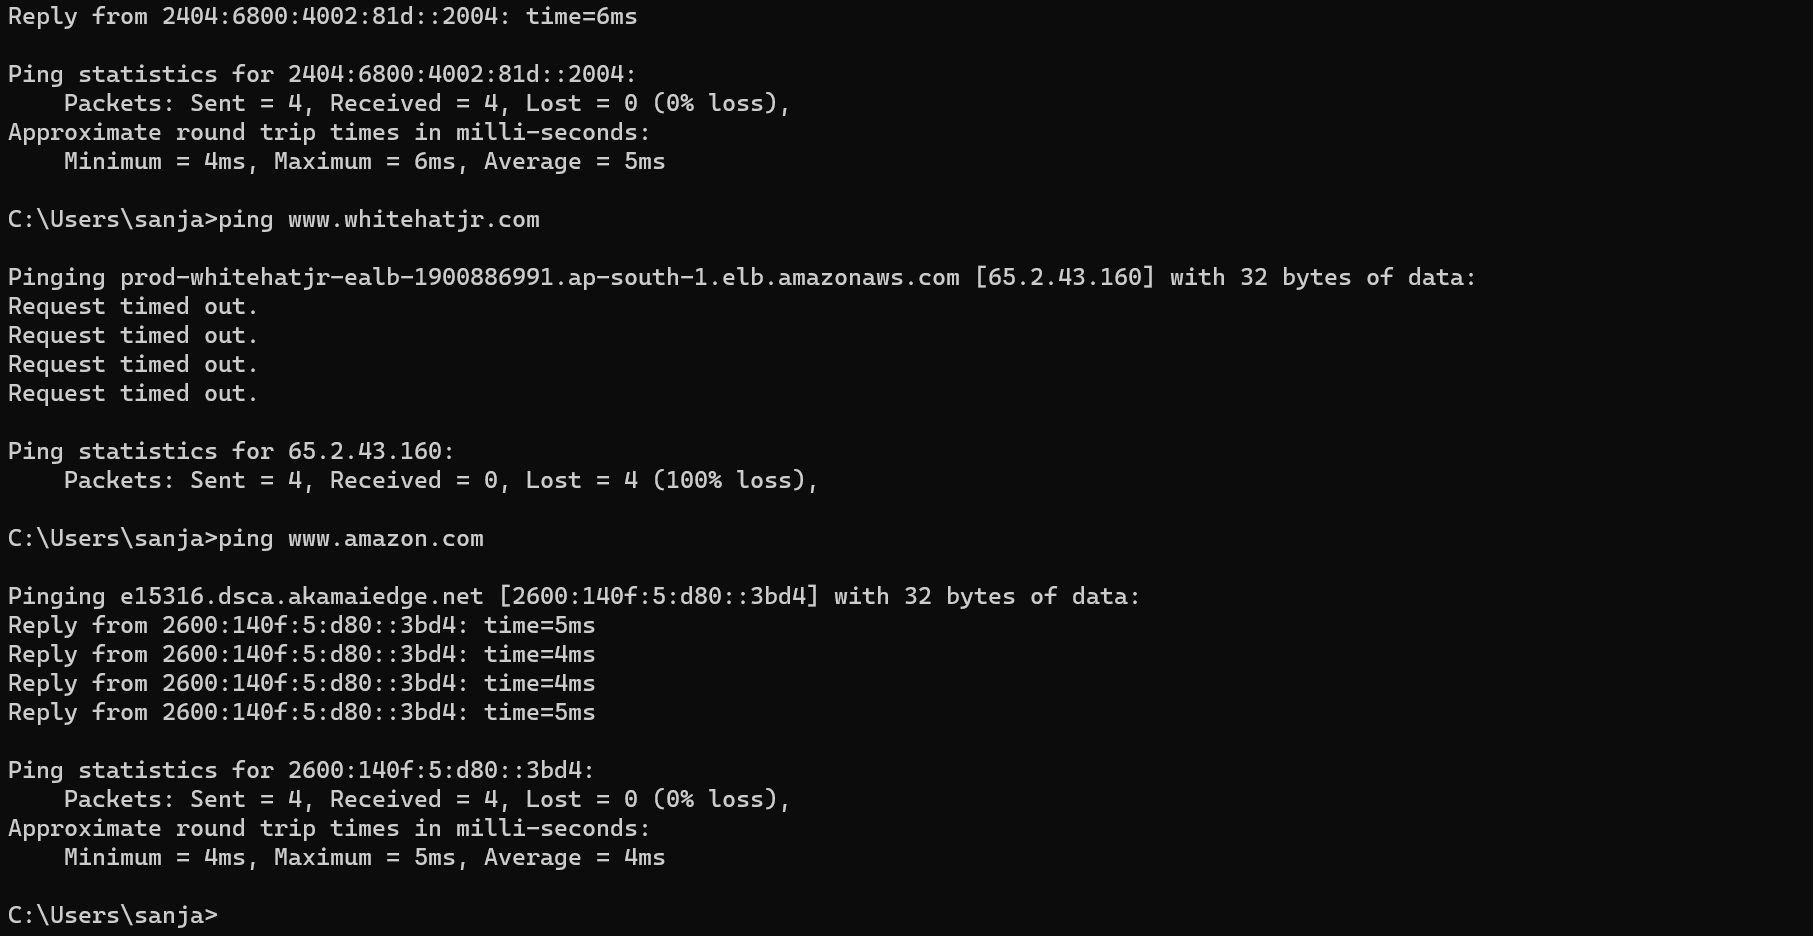 Reply from 2404:6800:4002:81d::2004: time=6ms
Ping statistics for 2404:6800:4002:81d::2004:
    Packets: Sent = 4, Received = 4, Lost = 0 (0% loss),
Approximate round trip times in milli-seconds:
    Minimum = 4ms, Maximum = 6ms, Average = 5ms
C:\Users\sanja>ping www.whitehatjr.com
Pinging prod-whitehatjr-ealb-1900886991.ap-south-1.elb.amazonaws.com [65.2.43.160] with 32 bytes of data:
Request timed out.
Request timed out.
Request timed out.
Request timed out.
Ping statistics for 65.2.43.160:
    Packets: Sent = 4, Received = 0, Lost = 4 (100% loss),
C:\Users\sanja>ping www.amazon.com
Pinging e15316.dsca.akamaiedge.net [2600:140f:5:d80::3bd4] with 32 bytes of data:
Reply from 2600:140f:5:d80::3bd4: time=5ms
Reply from 2600:140f:5:d80::3bd4: time=4ms
Reply from 2600:140f:5:d80::3bd4: time=4ms
Reply from 2600:140f:5:d80::3bd4: time=5ms
Ping statistics for 2600:140f:5:d80::3bd4:
    Packets: Sent = 4, Received = 4, Lost = 0 (0% loss),
Approximate round trip times in milli-seconds:
    Minimum = 4ms, Maximum = 5ms, Average = 4ms
C:\Users\sanja>